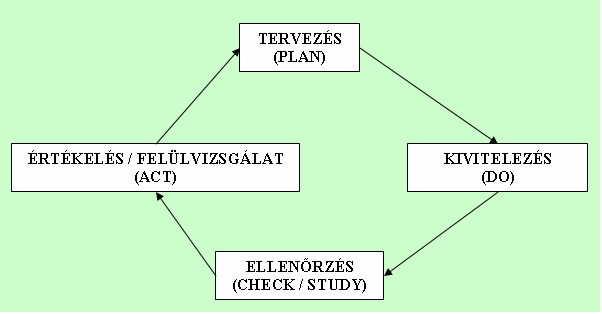 TERVEZÉS
(PLAN)
KIVITELEZÉS
(DO)
ELLENŐRZÉS
(CHECK / STUDY)
ÉRTÉKELÉS / FELÜLVIZSGÁLAT
(ACT)